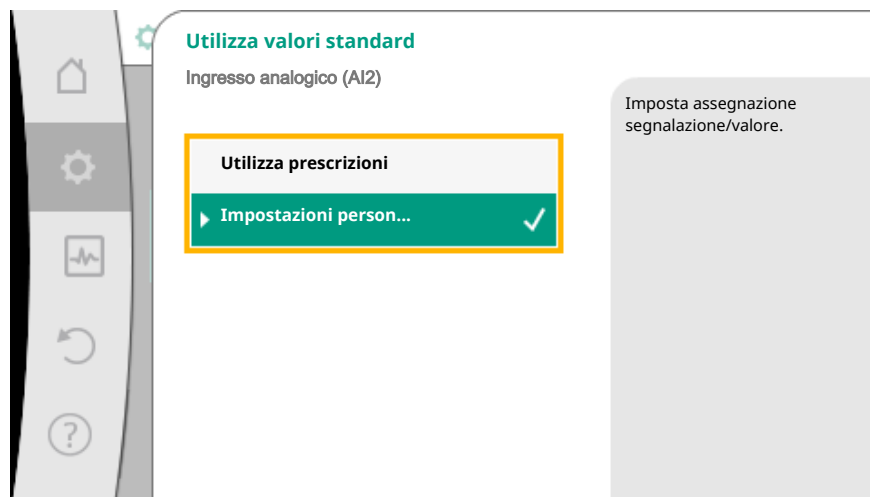 Utilizza valori standard
Ingresso analogico (AI2)
Imposta assegnazione
segnalazione/valore.
Utilizza prescrizioni
Impostazioni person...
?